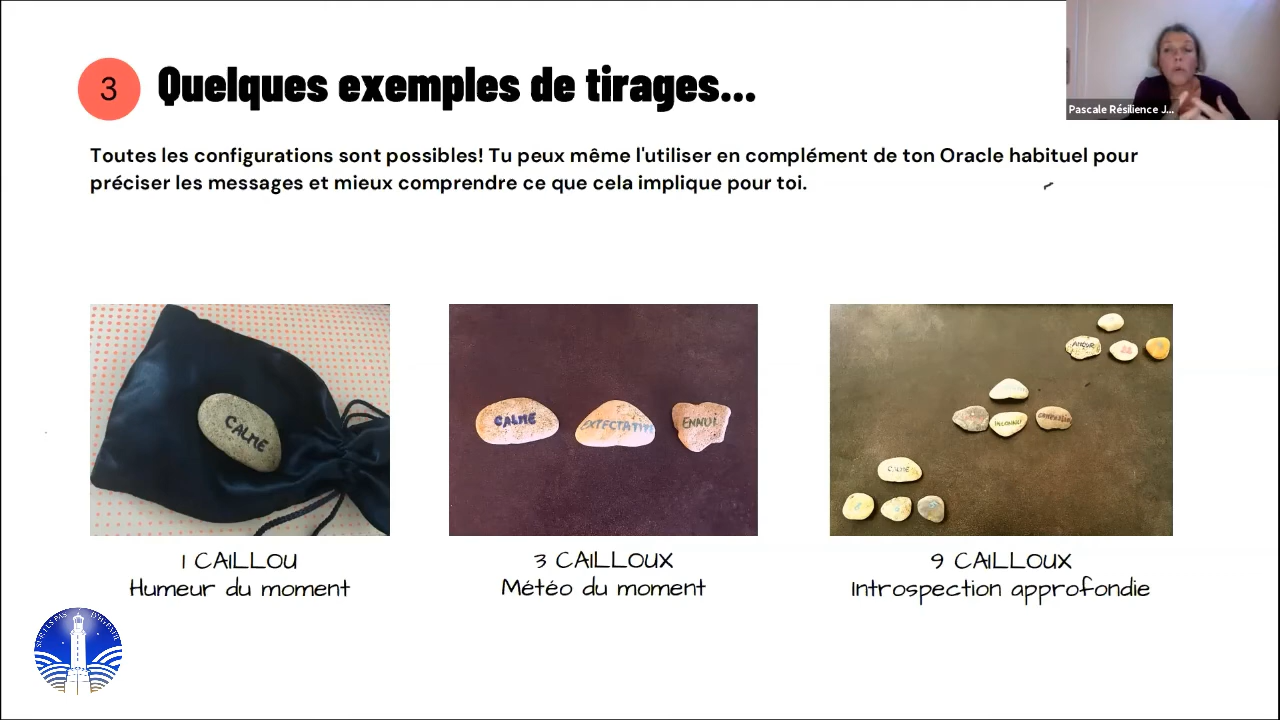 3 Quelques exemples de tirages...
Pascale Résilience J...
Toutes les configurations sont possibles! Tu peux même l'utiliser en complément de ton Oracle habituel pour
préciser les messages et mieux comprendre ce que cela implique pour toi.
CALME
CALME
ENNUI
AMOUR
INCONNUE
CALME
1 CAILLOU
Humeur du moment
3 CAILLOUX
Météo du moment
9 CAILLOUX
Introspection approfondie